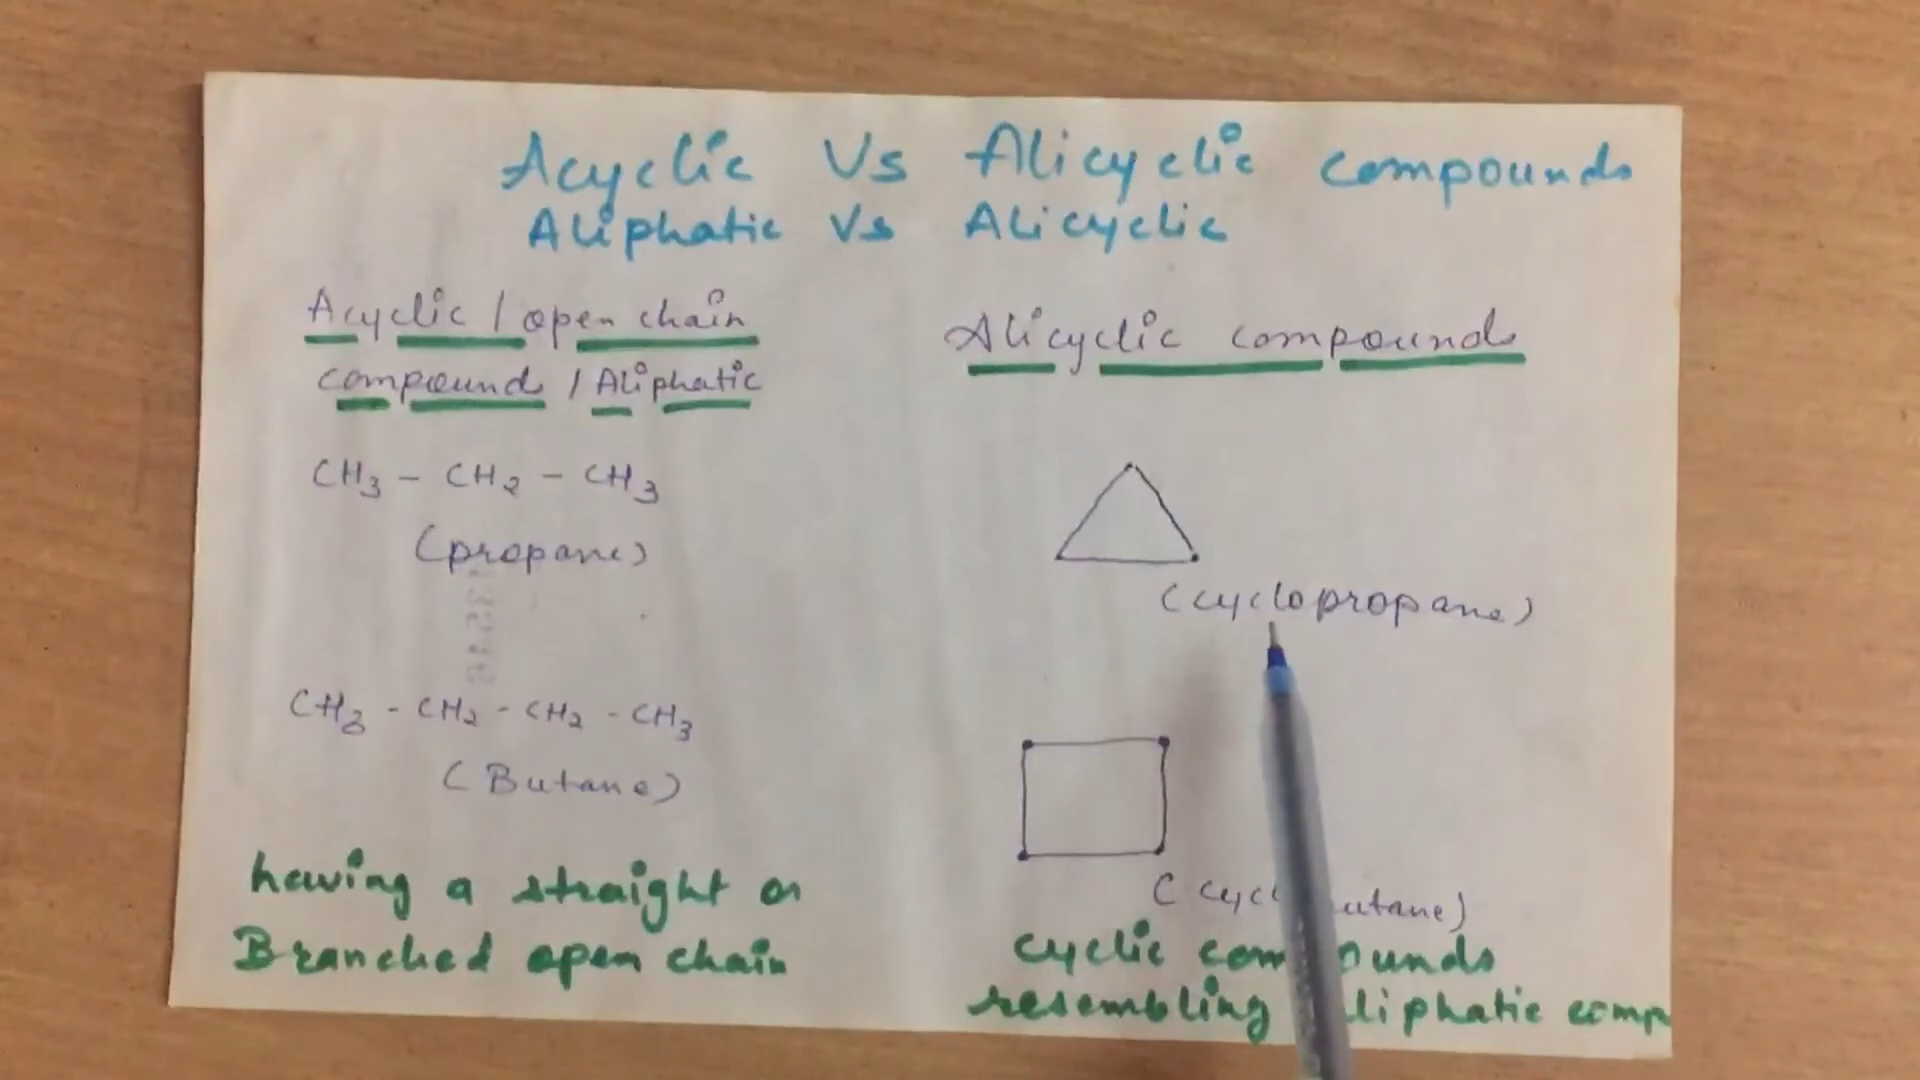 Acyclic Vs Alicyclic compounds
Aliphatic Vs Alicyclic
Acyclic / open chain
compound / Aliphatic
CH3 - CH2 - CH3
(propane)
CH3 - CH2 - CH2 - CH3
(Butane)
having a straight or
Branched open chain
Alicyclic compounds
(cyclopropane)
cyclic
resembling comp